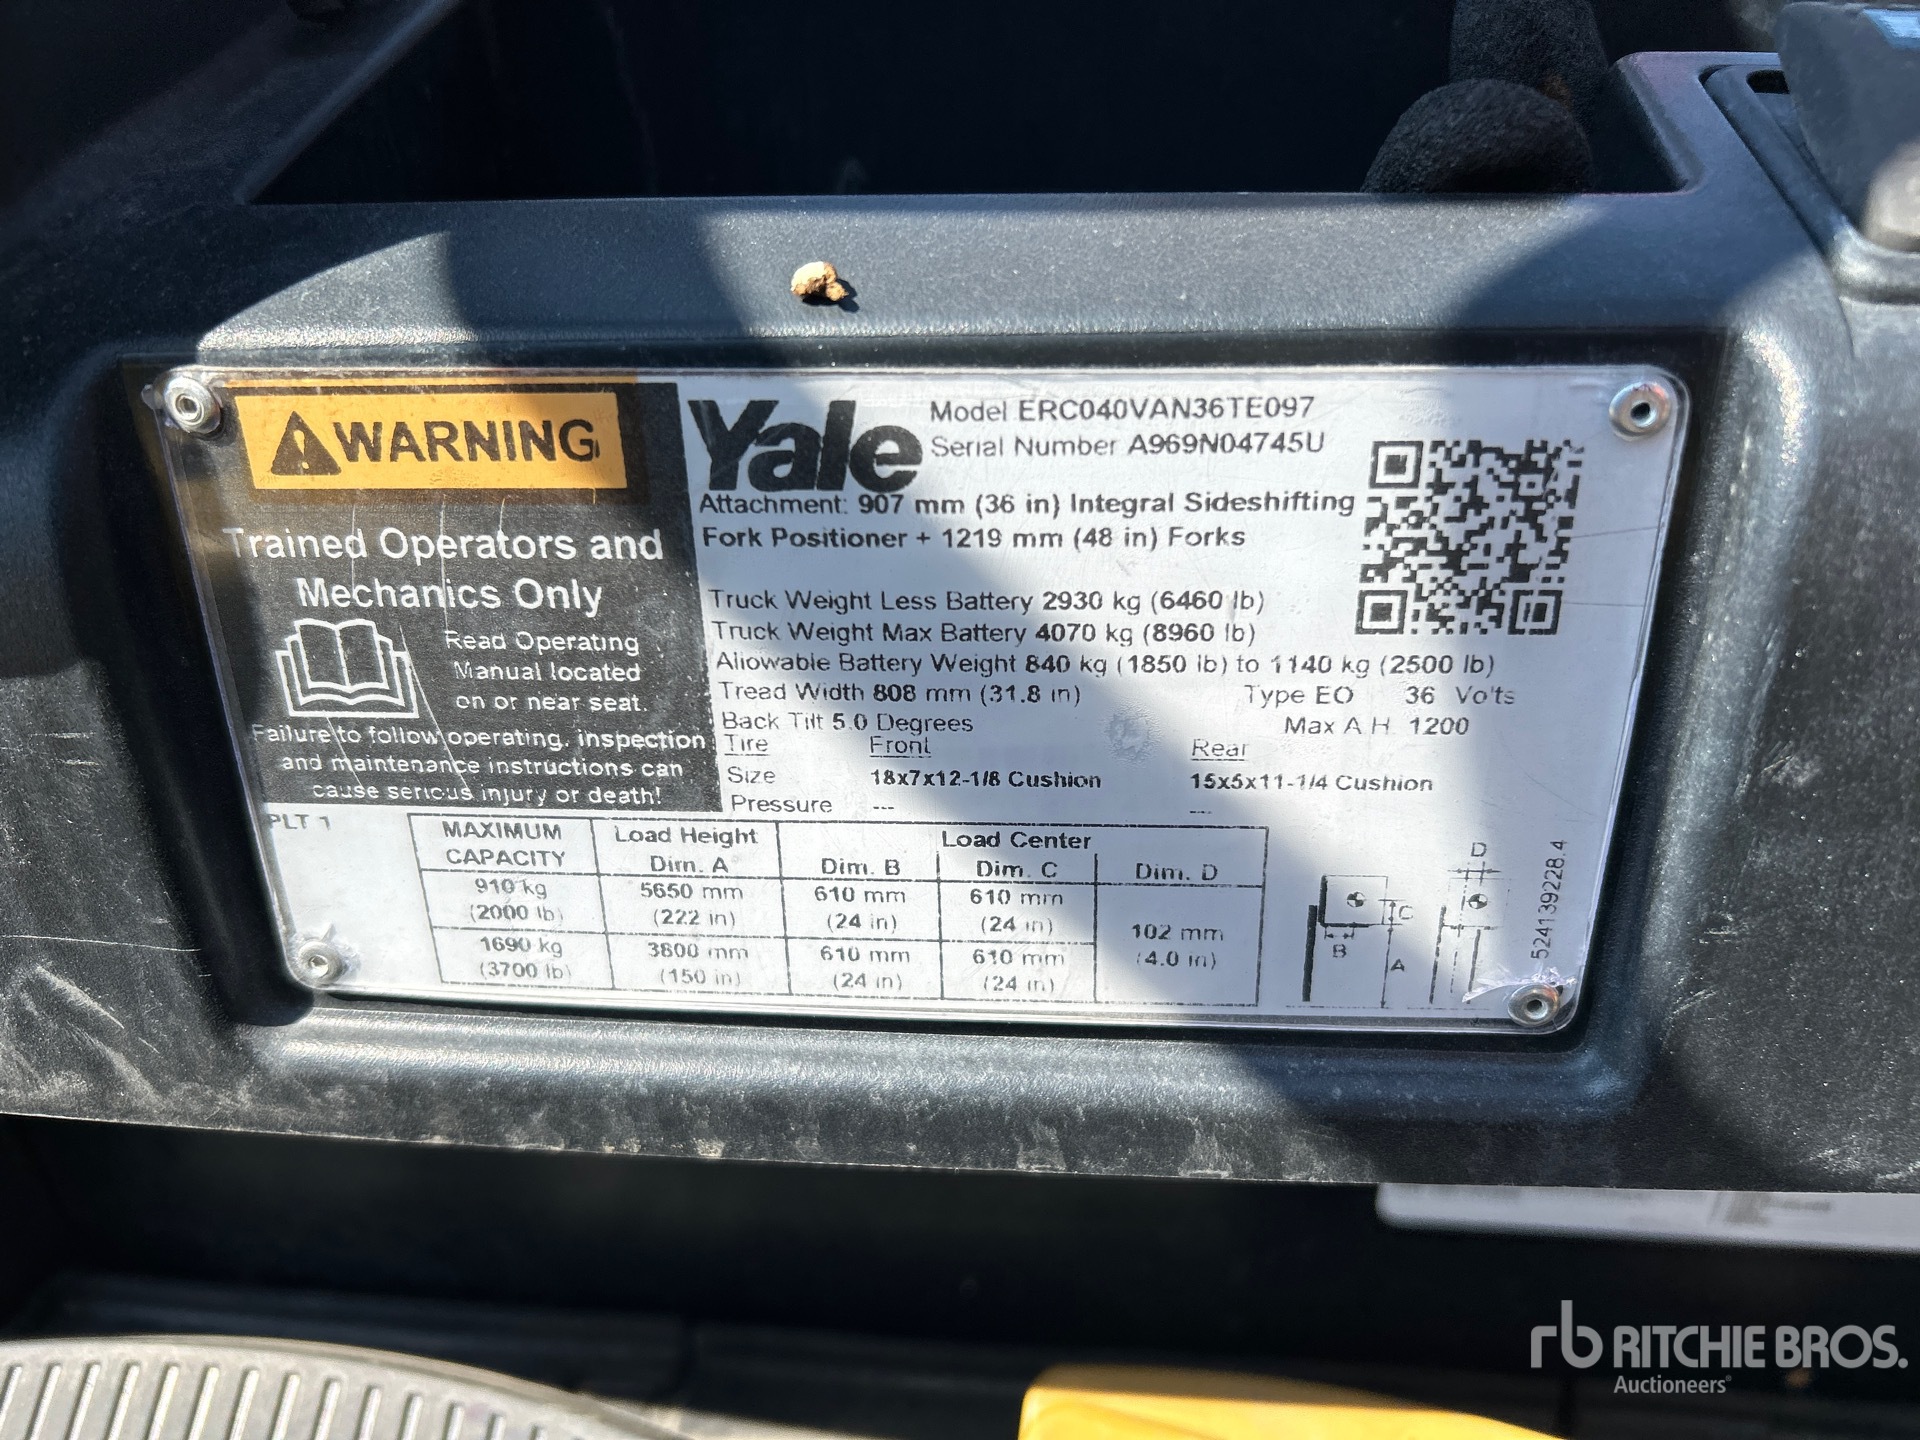 WARNING
Trained Operators and
Mechanics Only
Read Operating
Manual located
on or near seat.
Failure to follow operating, inspection
and maintenance instructions can
cause serious injury or death!
Yale
Model ERC040VAN36TE097
Serial Number A969N04745U
Attachment: 907 mm (36 in) Integral Sideshifting
Fork Positioner + 1219 mm (48 in) Forks
Truck Weight Less Battery 2930 kg (6460 lb)
Truck Weight Max Battery 4070 kg (8960 lb)
Allowable Battery Weight 840 kg (1850 lb) to 1140 kg (2500 lb)
Tread Width 808 mm (31.8 in) Type EO 36 Volts
Back Tilt 5.0 Degrees Max A H 1200
Tire Front Rear
Size 18x7x12-1/8 Cushion 15x5x11-1/4 Cushion
Pressure --- ---
PLT 1
MAXIMUM CAPACITY Load Height Dim. A Load Center
Dim. B Dim. C Dim. D
910 kg 5650 mm 610 mm 610 mm
(2000 lb) (222 in) (24 in) (24 in)
102 mm
(4.0 in)
1690 kg 3800 mm 610 mm 610 mm
(3700 lb) (150 in) (24 in) (24 in)
D
C
B
A
524139228.4
rb RITCHIE BROS.
Auctioneers